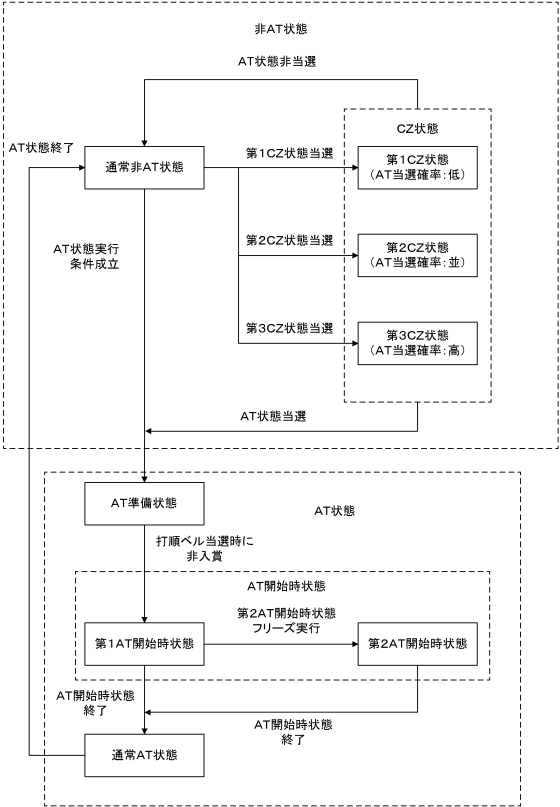 非AT状態
AT状態非当選
CZ状態
AT状態終了
通常非AT状態
第1CZ状態当選
第1CZ状態
（AT当選確率：低）
AT状態実行
条件成立
第2CZ状態当選
第2CZ状態
（AT当選確率：並）
第3CZ状態当選
第3CZ状態
（AT当選確率：高）
AT状態当選
AT準備状態
AT状態
打順ベル当選時に
非入賞
AT開始時状態
第2AT開始時状態
フリーズ実行
第1AT開始時状態
第2AT開始時状態
AT開始時状態
終了
AT開始時状態
終了
通常AT状態